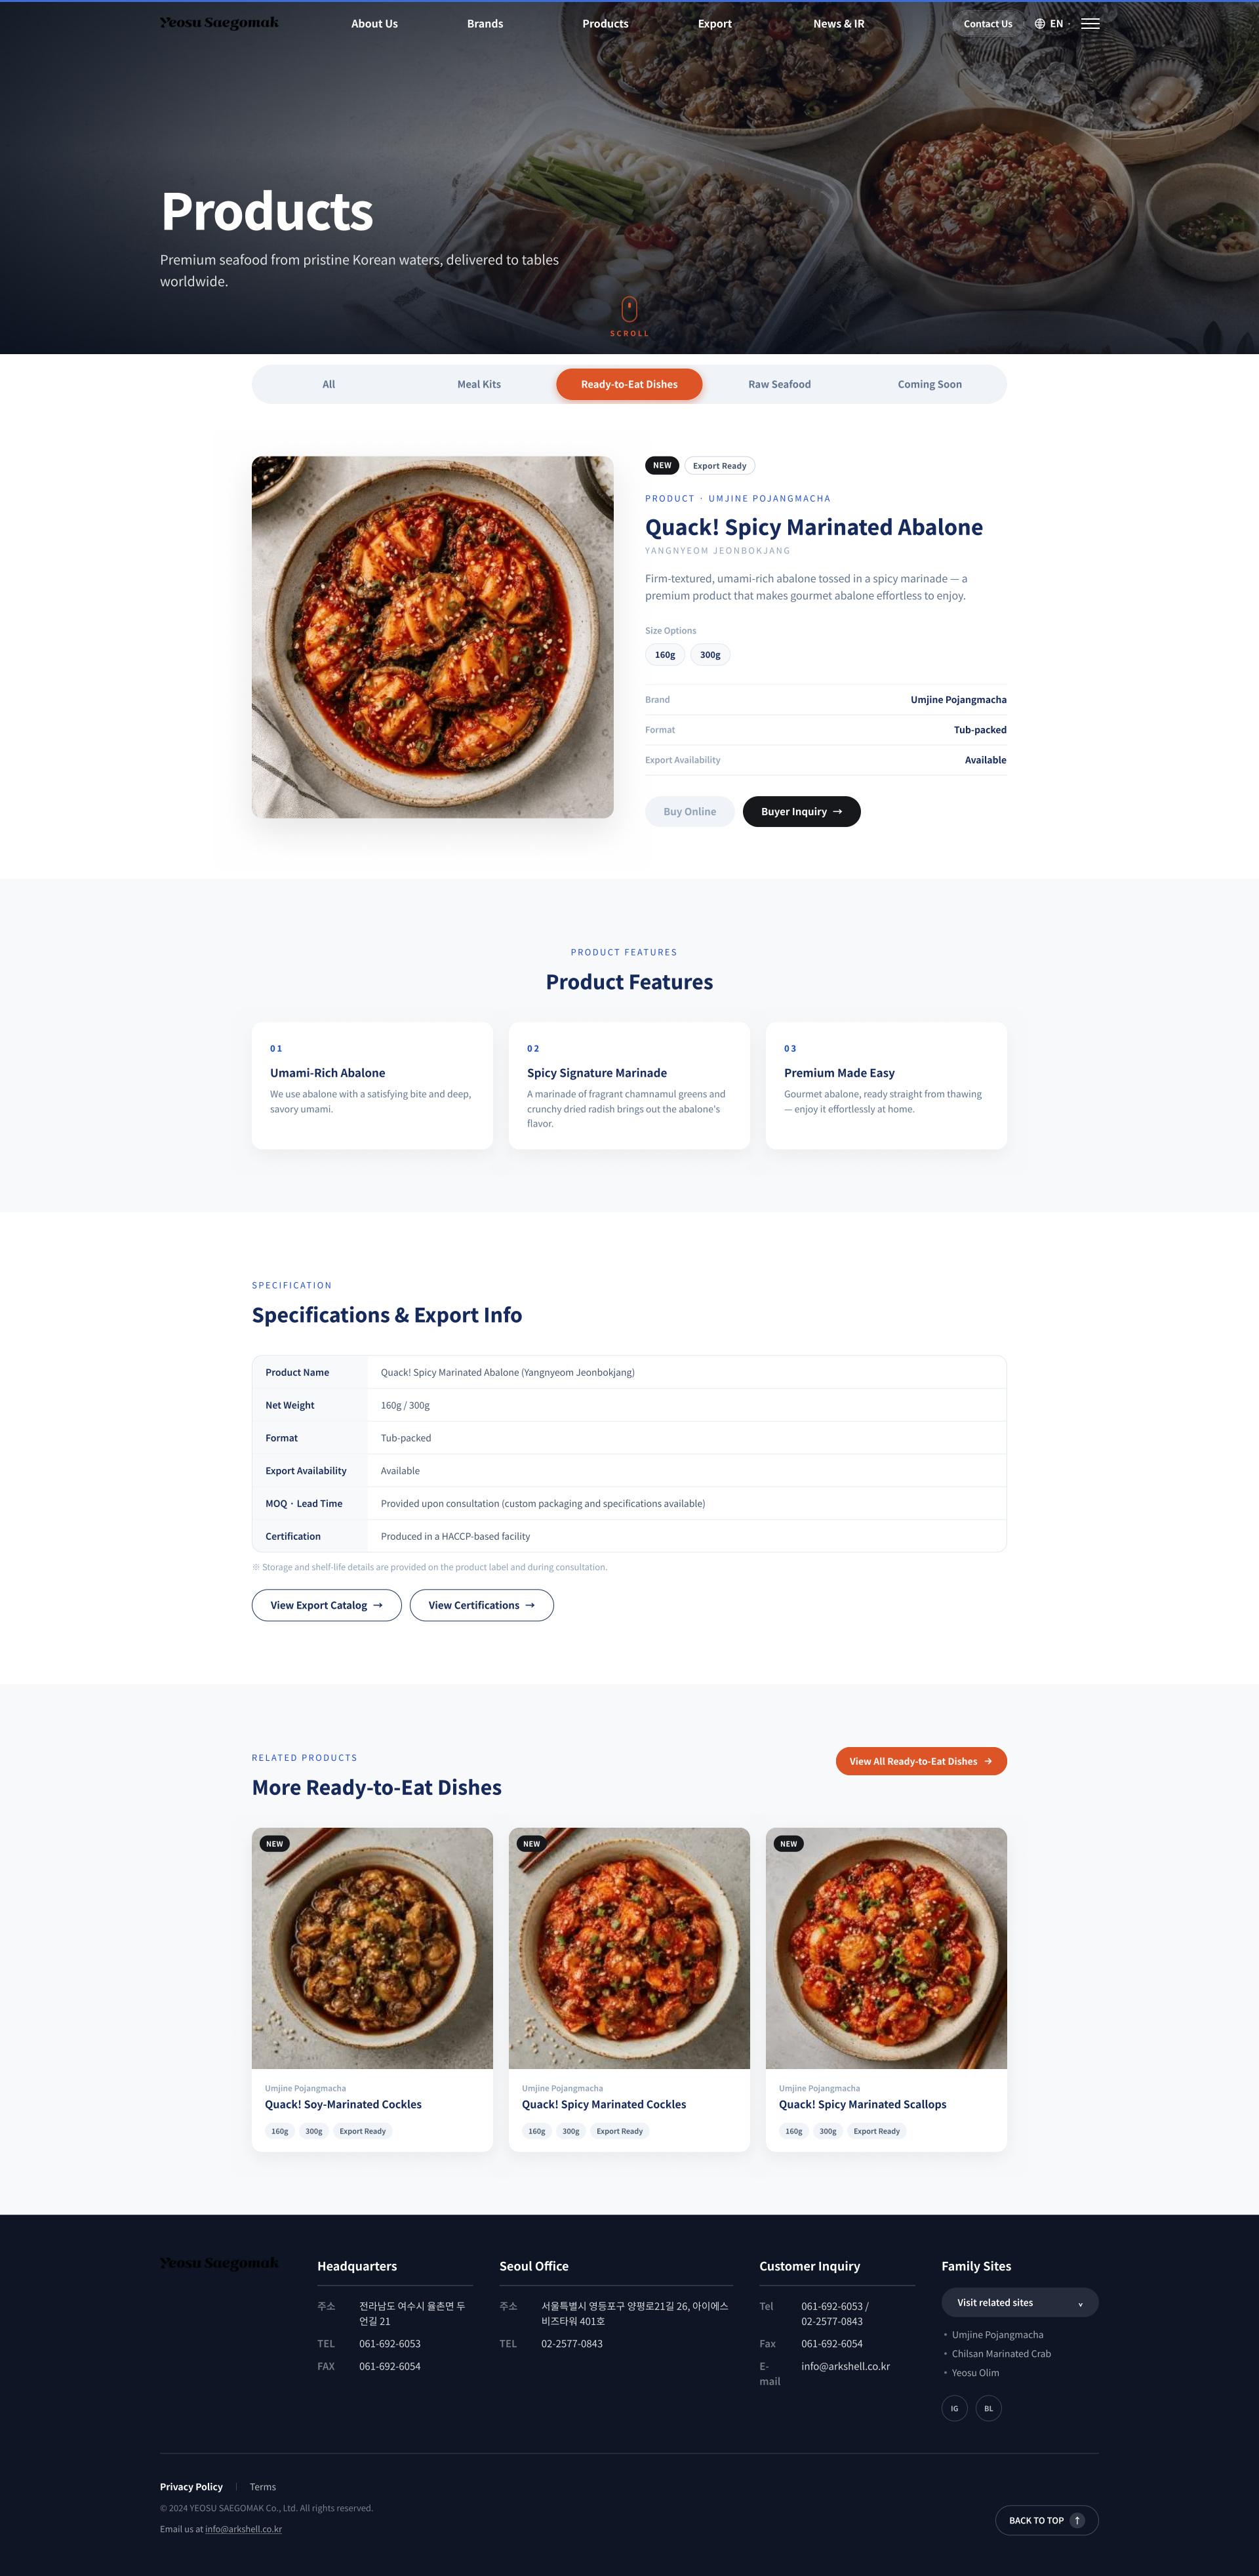 Yeosu Saegomak
About Us
Brands
Products
Export
News & IR
Contact Us
EN
Products
Premium seafood from pristine Korean waters, delivered to tables
worldwide.
SCROLL
All
Meal Kits
Ready-to-Eat Dishes
Raw Seafood
Coming Soon
NEW
Export Ready
PRODUCT · UMJINE POJANGMACHA
Quack! Spicy Marinated Abalone
YANGNYEOM JEONBOKJANG
Firm-textured, umami-rich abalone tossed in a spicy marinade — a
premium product that makes gourmet abalone effortless to enjoy.
Size Options
160g
300g
Brand
Umjine Pojangmacha
Format
Tub-packed
Export Availability
Available
Buy Online
Buyer Inquiry →
PRODUCT FEATURES
Product Features
01
Umami-Rich Abalone
We use abalone with a satisfying bite and deep,
savory umami.
02
Spicy Signature Marinade
A marinade of fragrant chamnamul greens and
crunchy dried radish brings out the abalone's
flavor.
03
Premium Made Easy
Gourmet abalone, ready straight from thawing
— enjoy it effortlessly at home.
SPECIFICATION
Specifications & Export Info
Product Name
Quack! Spicy Marinated Abalone (Yangnyeom Jeonbokjang)
Net Weight
160g / 300g
Format
Tub-packed
Export Availability
Available
MOQ · Lead Time
Provided upon consultation (custom packaging and specifications available)
Certification
Produced in a HACCP-based facility
※ Storage and shelf-life details are provided on the product label and during consultation.
View Export Catalog →
View Certifications →
RELATED PRODUCTS
More Ready-to-Eat Dishes
View All Ready-to-Eat Dishes →
NEW
Umjine Pojangmacha
Quack! Soy-Marinated Cockles
160g
300g
Export Ready
NEW
Umjine Pojangmacha
Quack! Spicy Marinated Cockles
160g
300g
Export Ready
NEW
Umjine Pojangmacha
Quack! Spicy Marinated Scallops
160g
300g
Export Ready
Yeosu Saegomak
Headquarters
주소
전라남도 여수시 율촌면 두
언길 21
TEL
061-692-6053
FAX
061-692-6054
Seoul Office
주소
서울특별시 영등포구 양평로21길 26, 아이에스
비즈타워 401호
TEL
02-2577-0843
Customer Inquiry
Tel
061-692-6053 /
02-2577-0843
Fax
061-692-6054
E-
mail
info@arkshell.co.kr
Family Sites
Visit related sites
• Umjine Pojangmacha
• Chilsan Marinated Crab
• Yeosu Olim
IG
BL
Privacy Policy
Terms
© 2024 YEOSU SAEGOMAK Co., Ltd. All rights reserved.
Email us at info@arkshell.co.kr
BACK TO TOP ↑